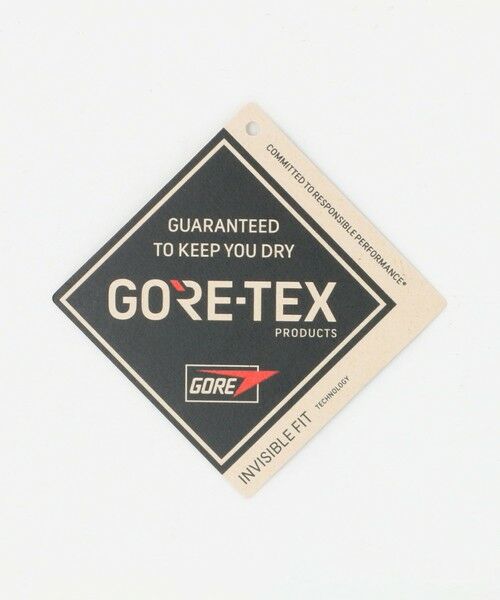 COMMITTED TO RESPONSIBLE PERFORMANCE®
GUARANTEED
TO KEEP YOU DRY
GORE-TEX
PRODUCTS
GORE
INVISIBLE FIT TECHNOLOGY